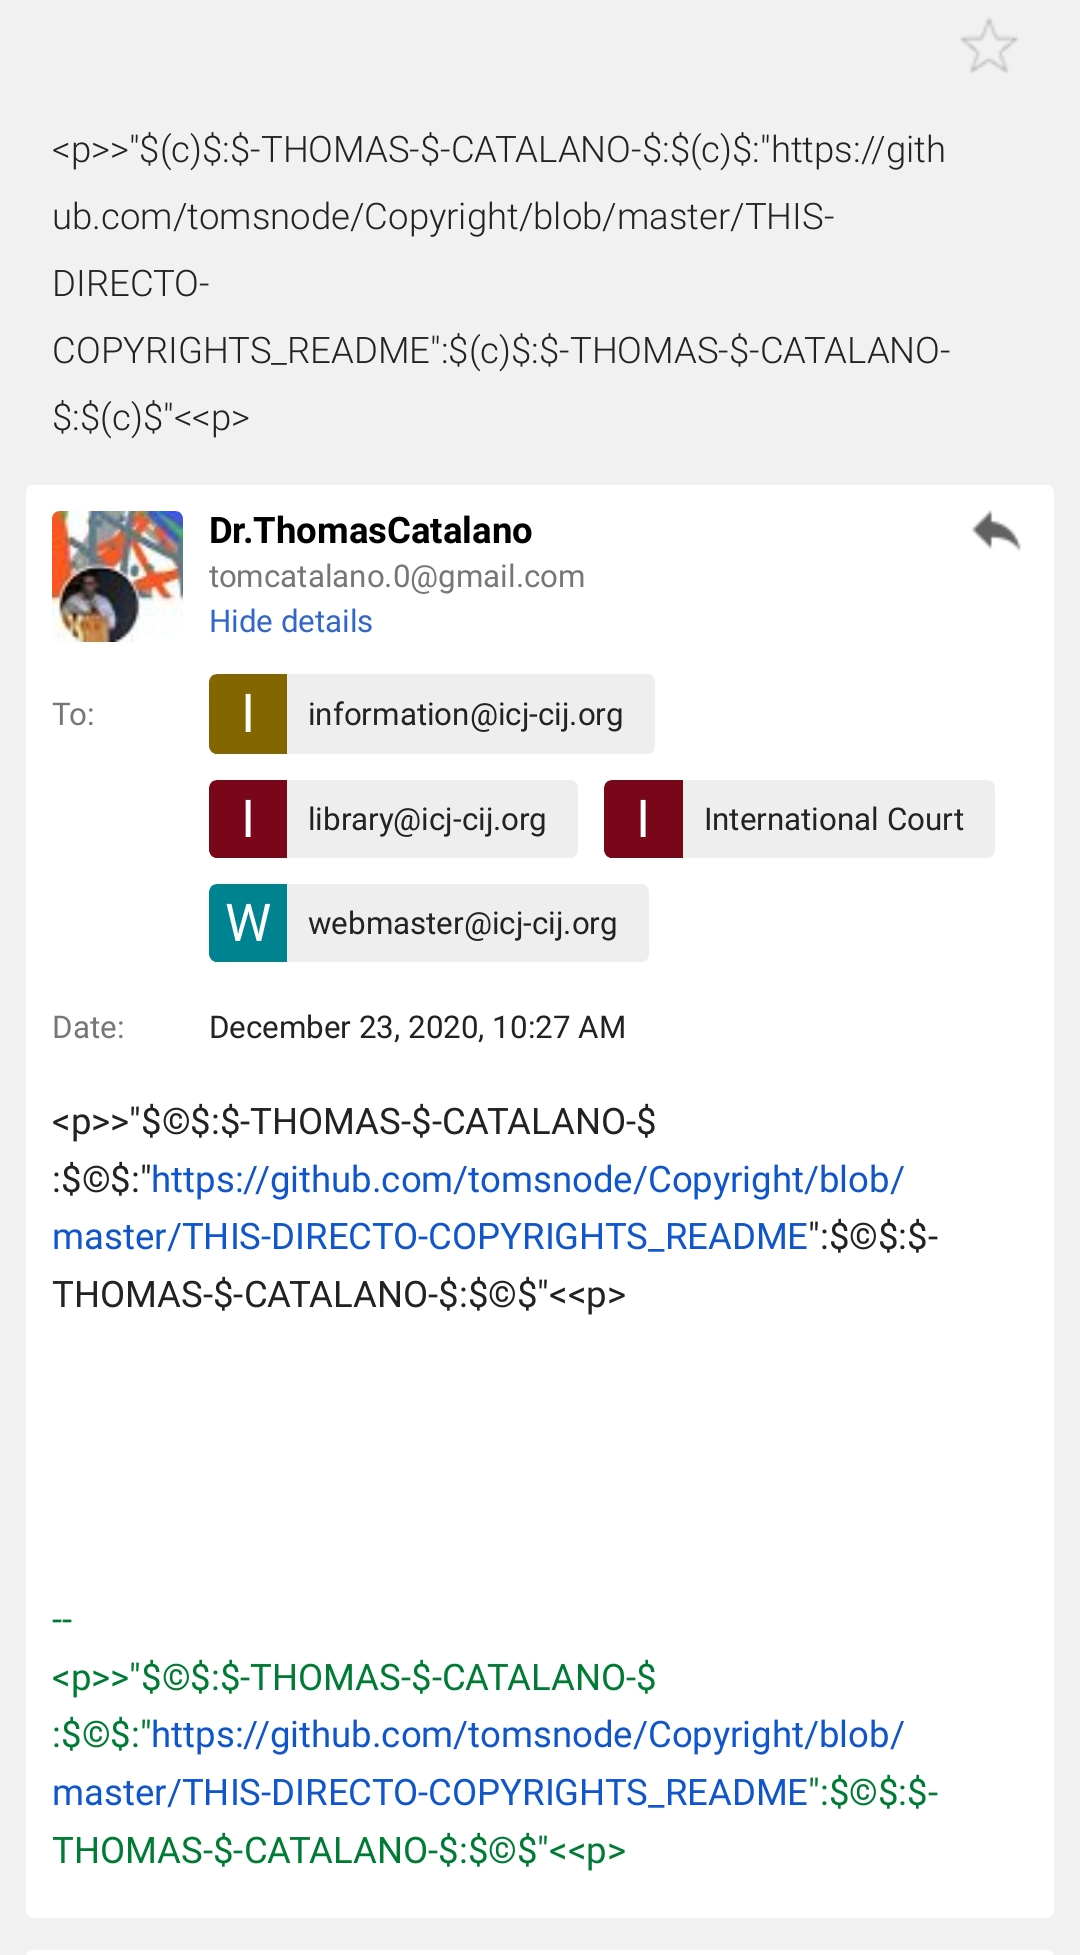 <p>>"$(c)$:$-THOMAS-$-CATALANO-$:$(c)$:"https://gith
ub.com/tomsnode/Copyright/blob/master/THIS-
DIRECTO-
COPYRIGHTS_README":$(c)$:$-THOMAS-$-CATALANO-
$:$(c)$"<<p>
Dr.ThomasCatalano
tomcatalano.0@gmail.com
Hide details
To:
I information@icj-cij.org
I library@icj-cij.org I International Court
W webmaster@icj-cij.org
Date: December 23, 2020, 10:27 AM
<p>>"$©$:$-THOMAS-$-CATALANO-$
:$©$:"https://github.com/tomsnode/Copyright/blob/
master/THIS-DIRECTO-COPYRIGHTS_README":$©$:$-
THOMAS-$-CATALANO-$:$©$"<<p>
--
<p>>"$©$:$-THOMAS-$-CATALANO-$
:$©$:"https://github.com/tomsnode/Copyright/blob/
master/THIS-DIRECTO-COPYRIGHTS_README":$©$:$-
THOMAS-$-CATALANO-$:$©$"<<p>